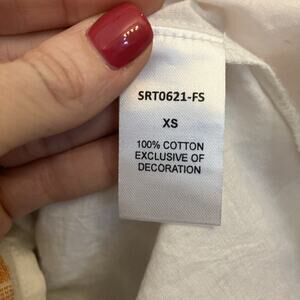 SRT0621-FS
XS
100% COTTON
EXCLUSIVE OF
DECORATION